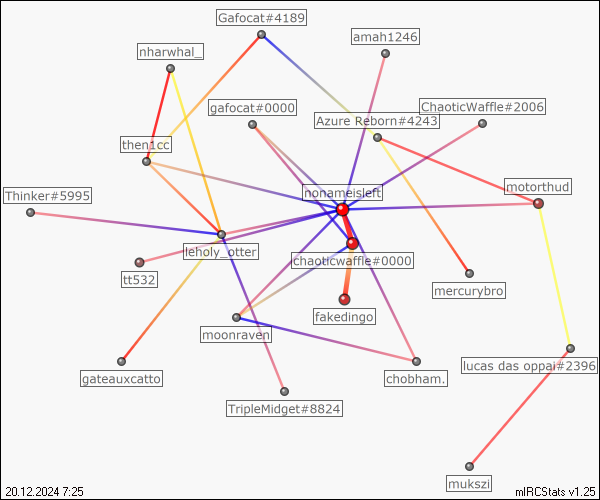 Gafocat#4189
amah1246
nharwhal_
gafocat#0000
ChaoticWaffle#2006
Azure Reborn#4243
then1cc
nonameisleft
motorthud
Thinker#5995
leholy_otter
chaoticwaffle#0000
tt532
mercurybro
fakedingo
moonraven
lucas das oppai#2396
gateauxcatto
chobham.
TripleMidget#8824
mukszi
20.12.2024 7:25
mIRCStats v1.25